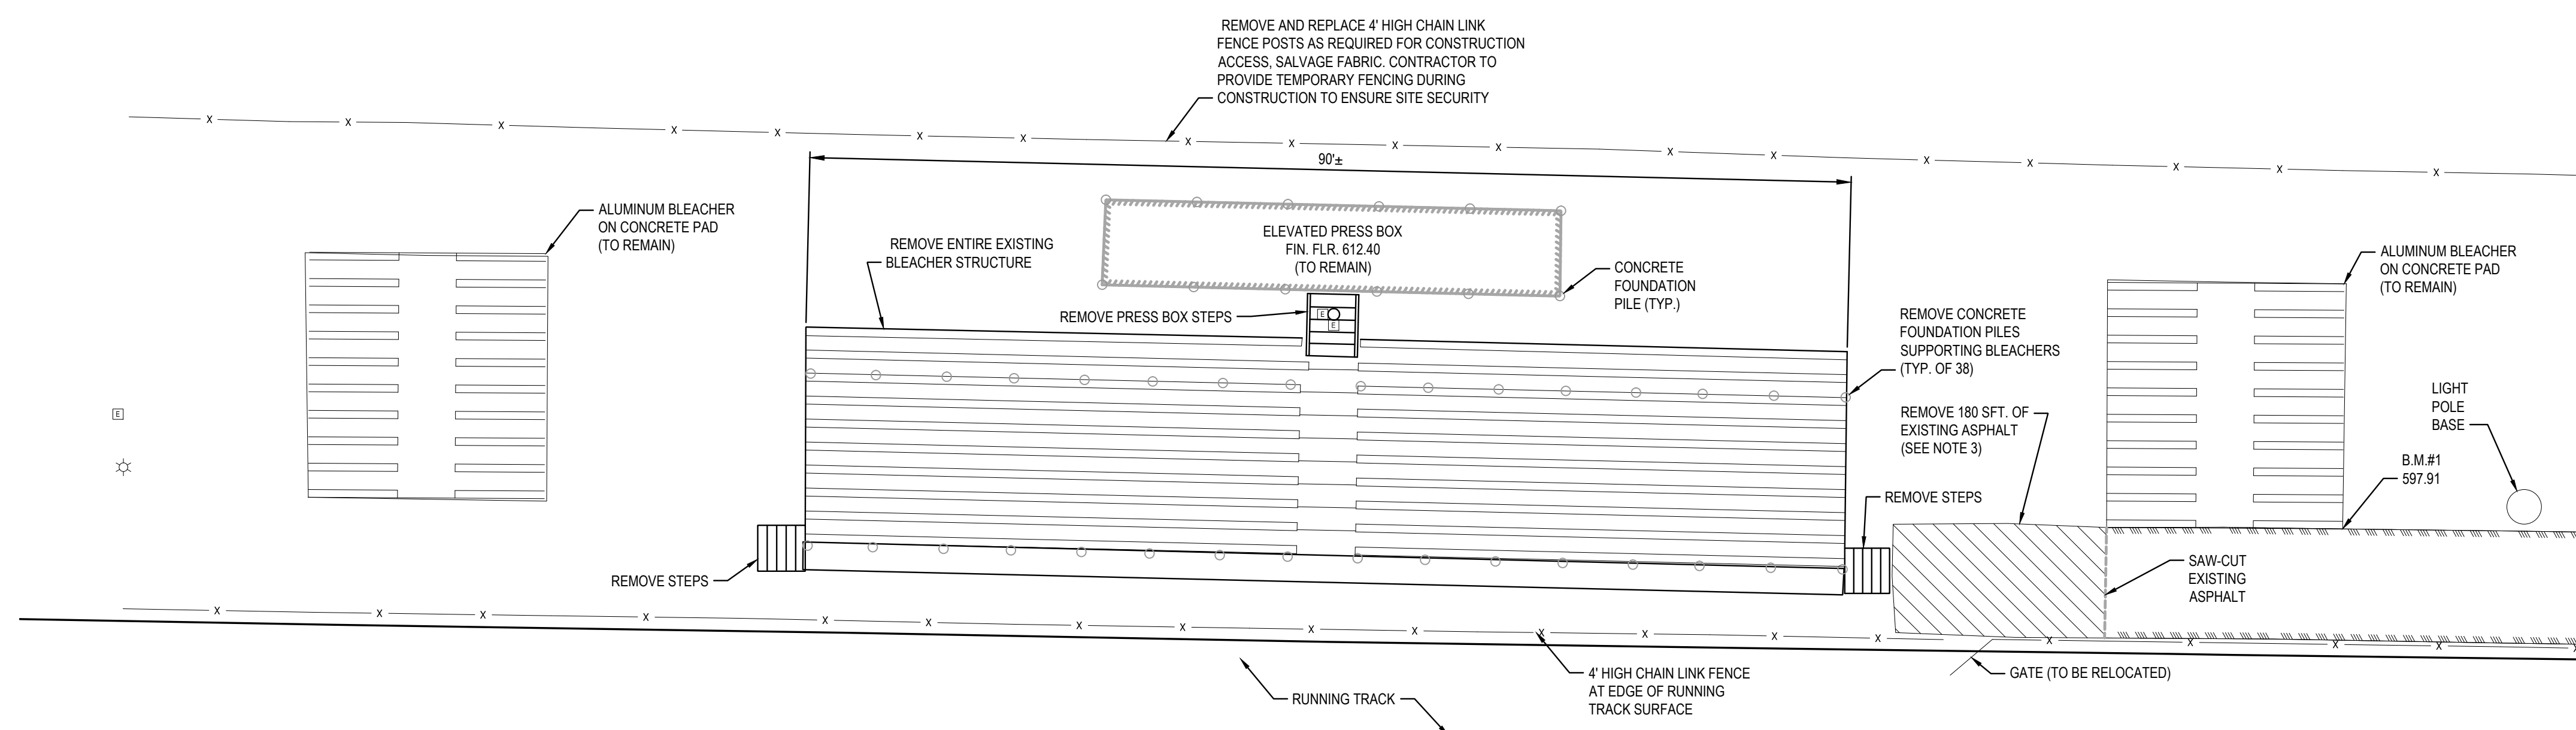 REMOVE AND REPLACE 4' HIGH CHAIN LINK
FENCE POSTS AS REQUIRED FOR CONSTRUCTION
ACCESS, SALVAGE FABRIC. CONTRACTOR TO
PROVIDE TEMPORARY FENCING DURING
CONSTRUCTION TO ENSURE SITE SECURITY
90'±
ALUMINUM BLEACHER
ON CONCRETE PAD
(TO REMAIN)
REMOVE ENTIRE EXISTING
BLEACHER STRUCTURE
ELEVATED PRESS BOX
FIN. FLR. 612.40
(TO REMAIN)
CONCRETE
FOUNDATION
PILE (TYP.)
REMOVE PRESS BOX STEPS
E
E
REMOVE CONCRETE
FOUNDATION PILES
SUPPORTING BLEACHERS
(TYP. OF 38)
ALUMINUM BLEACHER
ON CONCRETE PAD
(TO REMAIN)
LIGHT
POLE
BASE
REMOVE 180 SFT. OF
EXISTING ASPHALT
(SEE NOTE 3)
B.M.#1
597.91
E
REMOVE STEPS
REMOVE STEPS
SAW-CUT
EXISTING
ASPHALT
4' HIGH CHAIN LINK FENCE
AT EDGE OF RUNNING
TRACK SURFACE
GATE (TO BE RELOCATED)
RUNNING TRACK